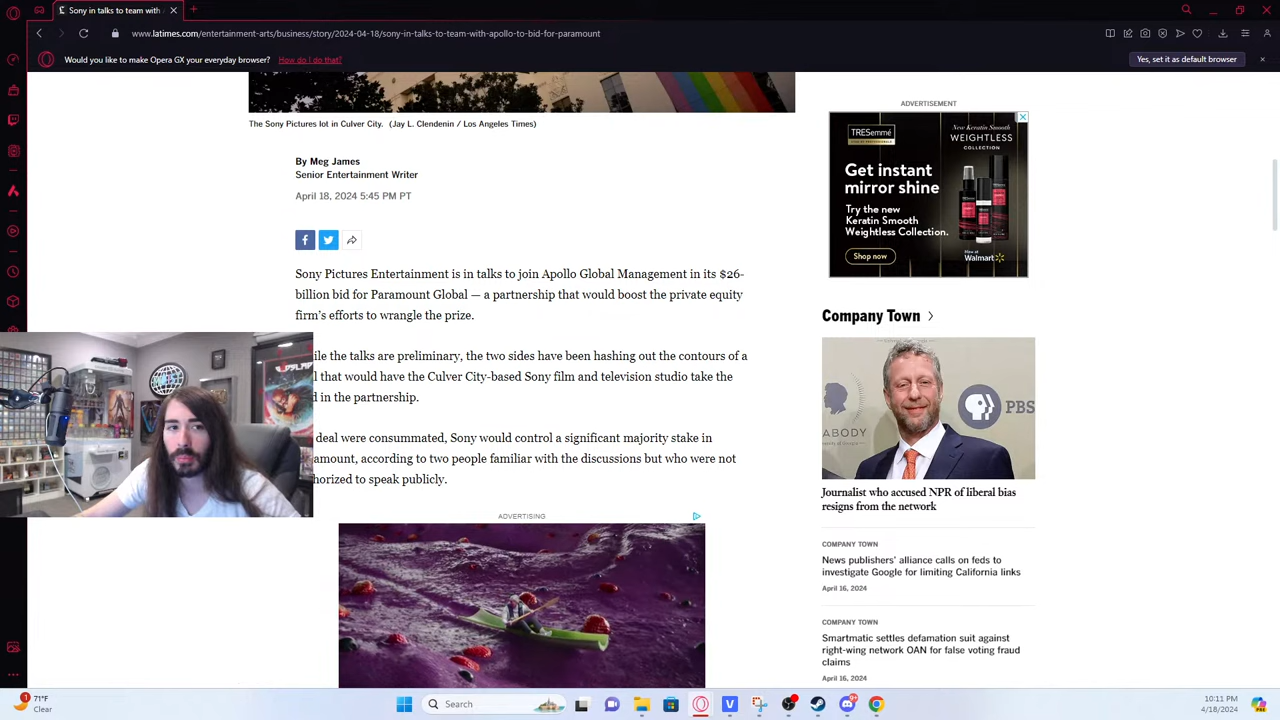 Sony in talks to team with
www.latimes.com/entertainment-arts/business/story/2024-04-18/sony-in-talks-to-team-with-apollo-to-bid-for-paramount
Would you like to make Opera GX your everyday browser? How do I do that?
Yes, set it as default browser
The Sony Pictures lot in Culver City. (Jay L. Clendenin / Los Angeles Times)
By Meg James
Senior Entertainment Writer
April 18, 2024 5:45 PM PT
Sony Pictures Entertainment is in talks to join Apollo Global Management in its $26-
billion bid for Paramount Global — a partnership that would boost the private equity
firm's efforts to wrangle the prize.
ile the talks are preliminary, the two sides have been hashing out the contours of a
l that would have the Culver City-based Sony film and television studio take the
d in the partnership.
deal were consummated, Sony would control a significant majority stake in
amount, according to two people familiar with the discussions but who were not
horized to speak publicly.
ADVERTISING
ADVERTISEMENT
TRESemmé
New Keratin Smooth
WEIGHTLESS
COLLECTION
Get instant
mirror shine
Try the new
Keratin Smooth
Weightless Collection.
Shop now
Now at
Walmart
Company Town
ABODY
PBS
Journalist who accused NPR of liberal bias
resigns from the network
COMPANY TOWN
News publishers' alliance calls on feds to
investigate Google for limiting California links
April 16, 2024
COMPANY TOWN
Smartmatic settles defamation suit against
right-wing network OAN for false voting fraud
claims
April 16, 2024
1
71°F
Clear
Search
10:11 PM
4/18/2024